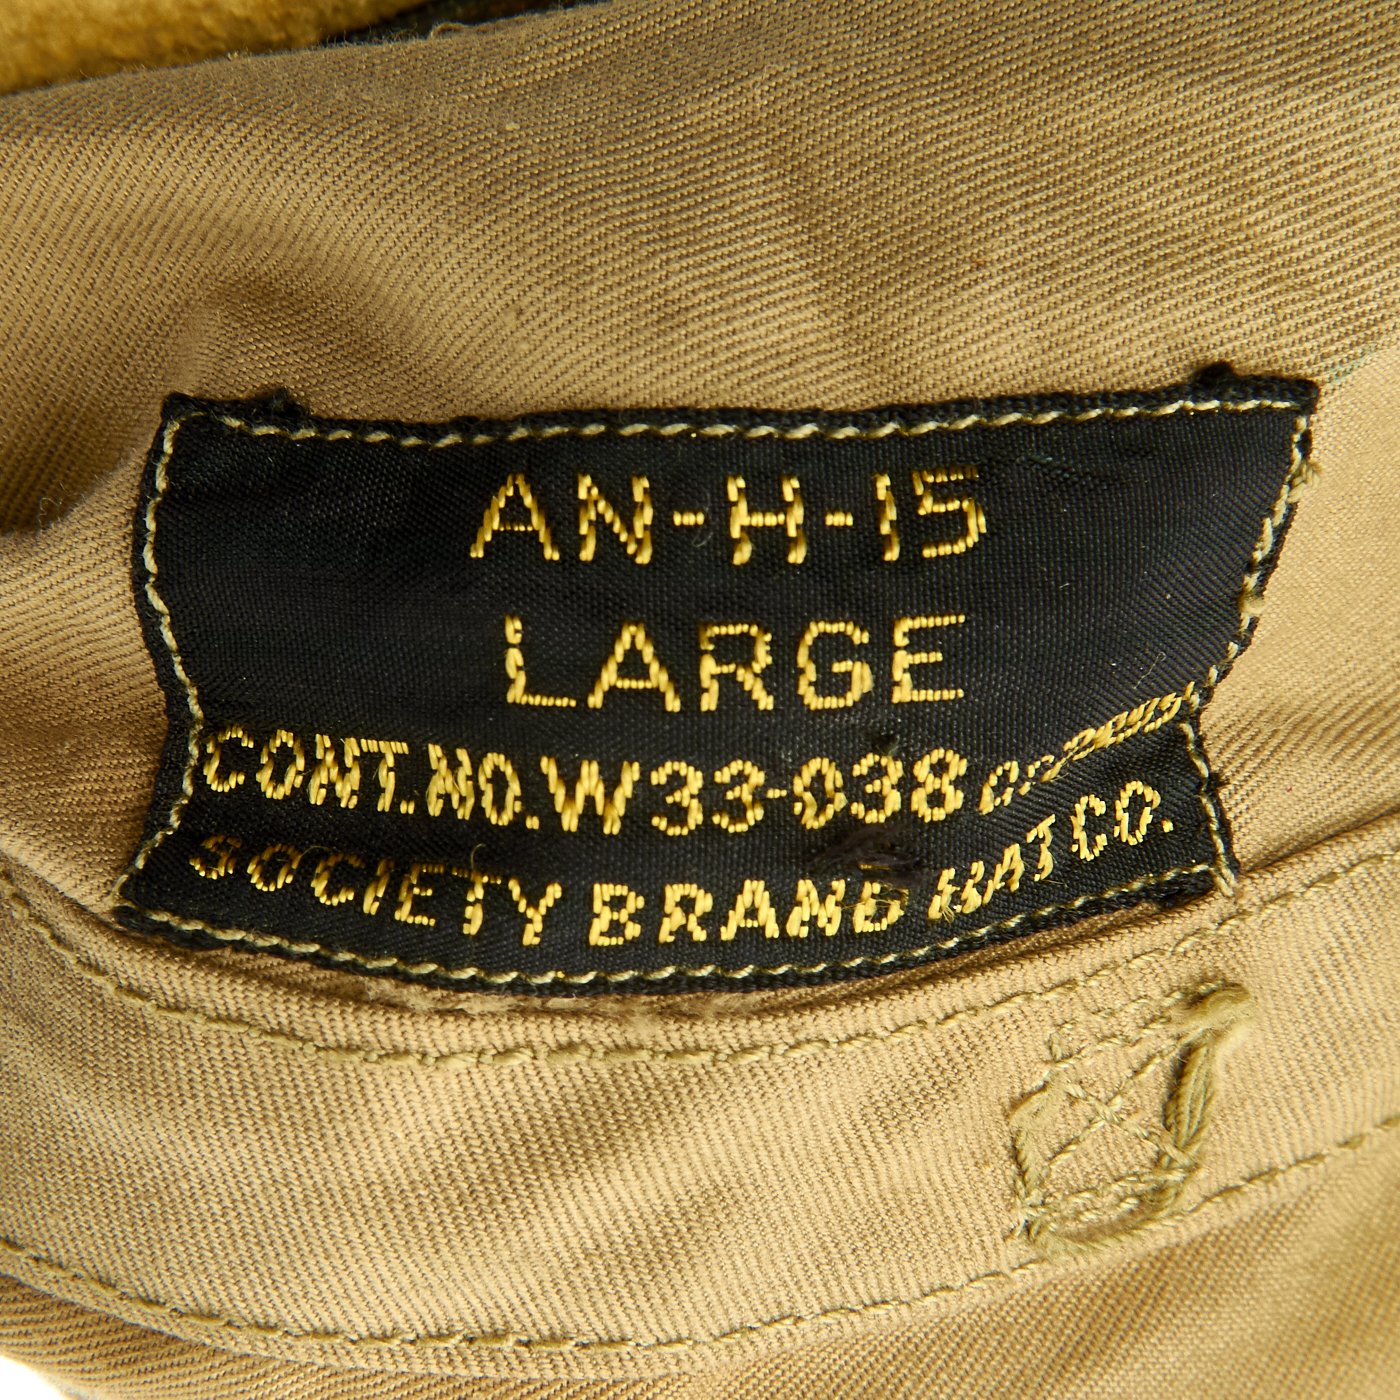 AN-H-15
LARGE
CONT. NO. W33-038
SOCIETY BRAND HAT CO.